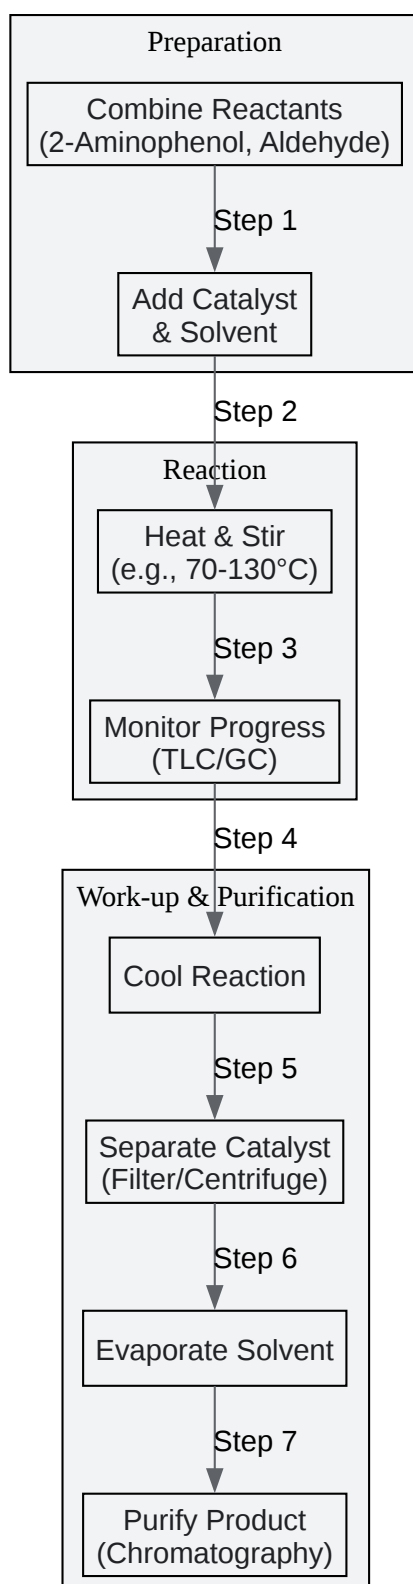 Preparation
Combine Reactants
(2-Aminophenol, Aldehyde)
Step 1
Add Catalyst
& Solvent
Step 2
Reaction
Heat & Stir
(e.g., 70-130°C)
Step 3
Monitor Progress
(TLC/GC)
Step 4
Work-up & Purification
Cool Reaction
Step 5
Separate Catalyst
(Filter/Centrifuge)
Step 6
Evaporate Solvent
Step 7
Purify Product
(Chromatography)